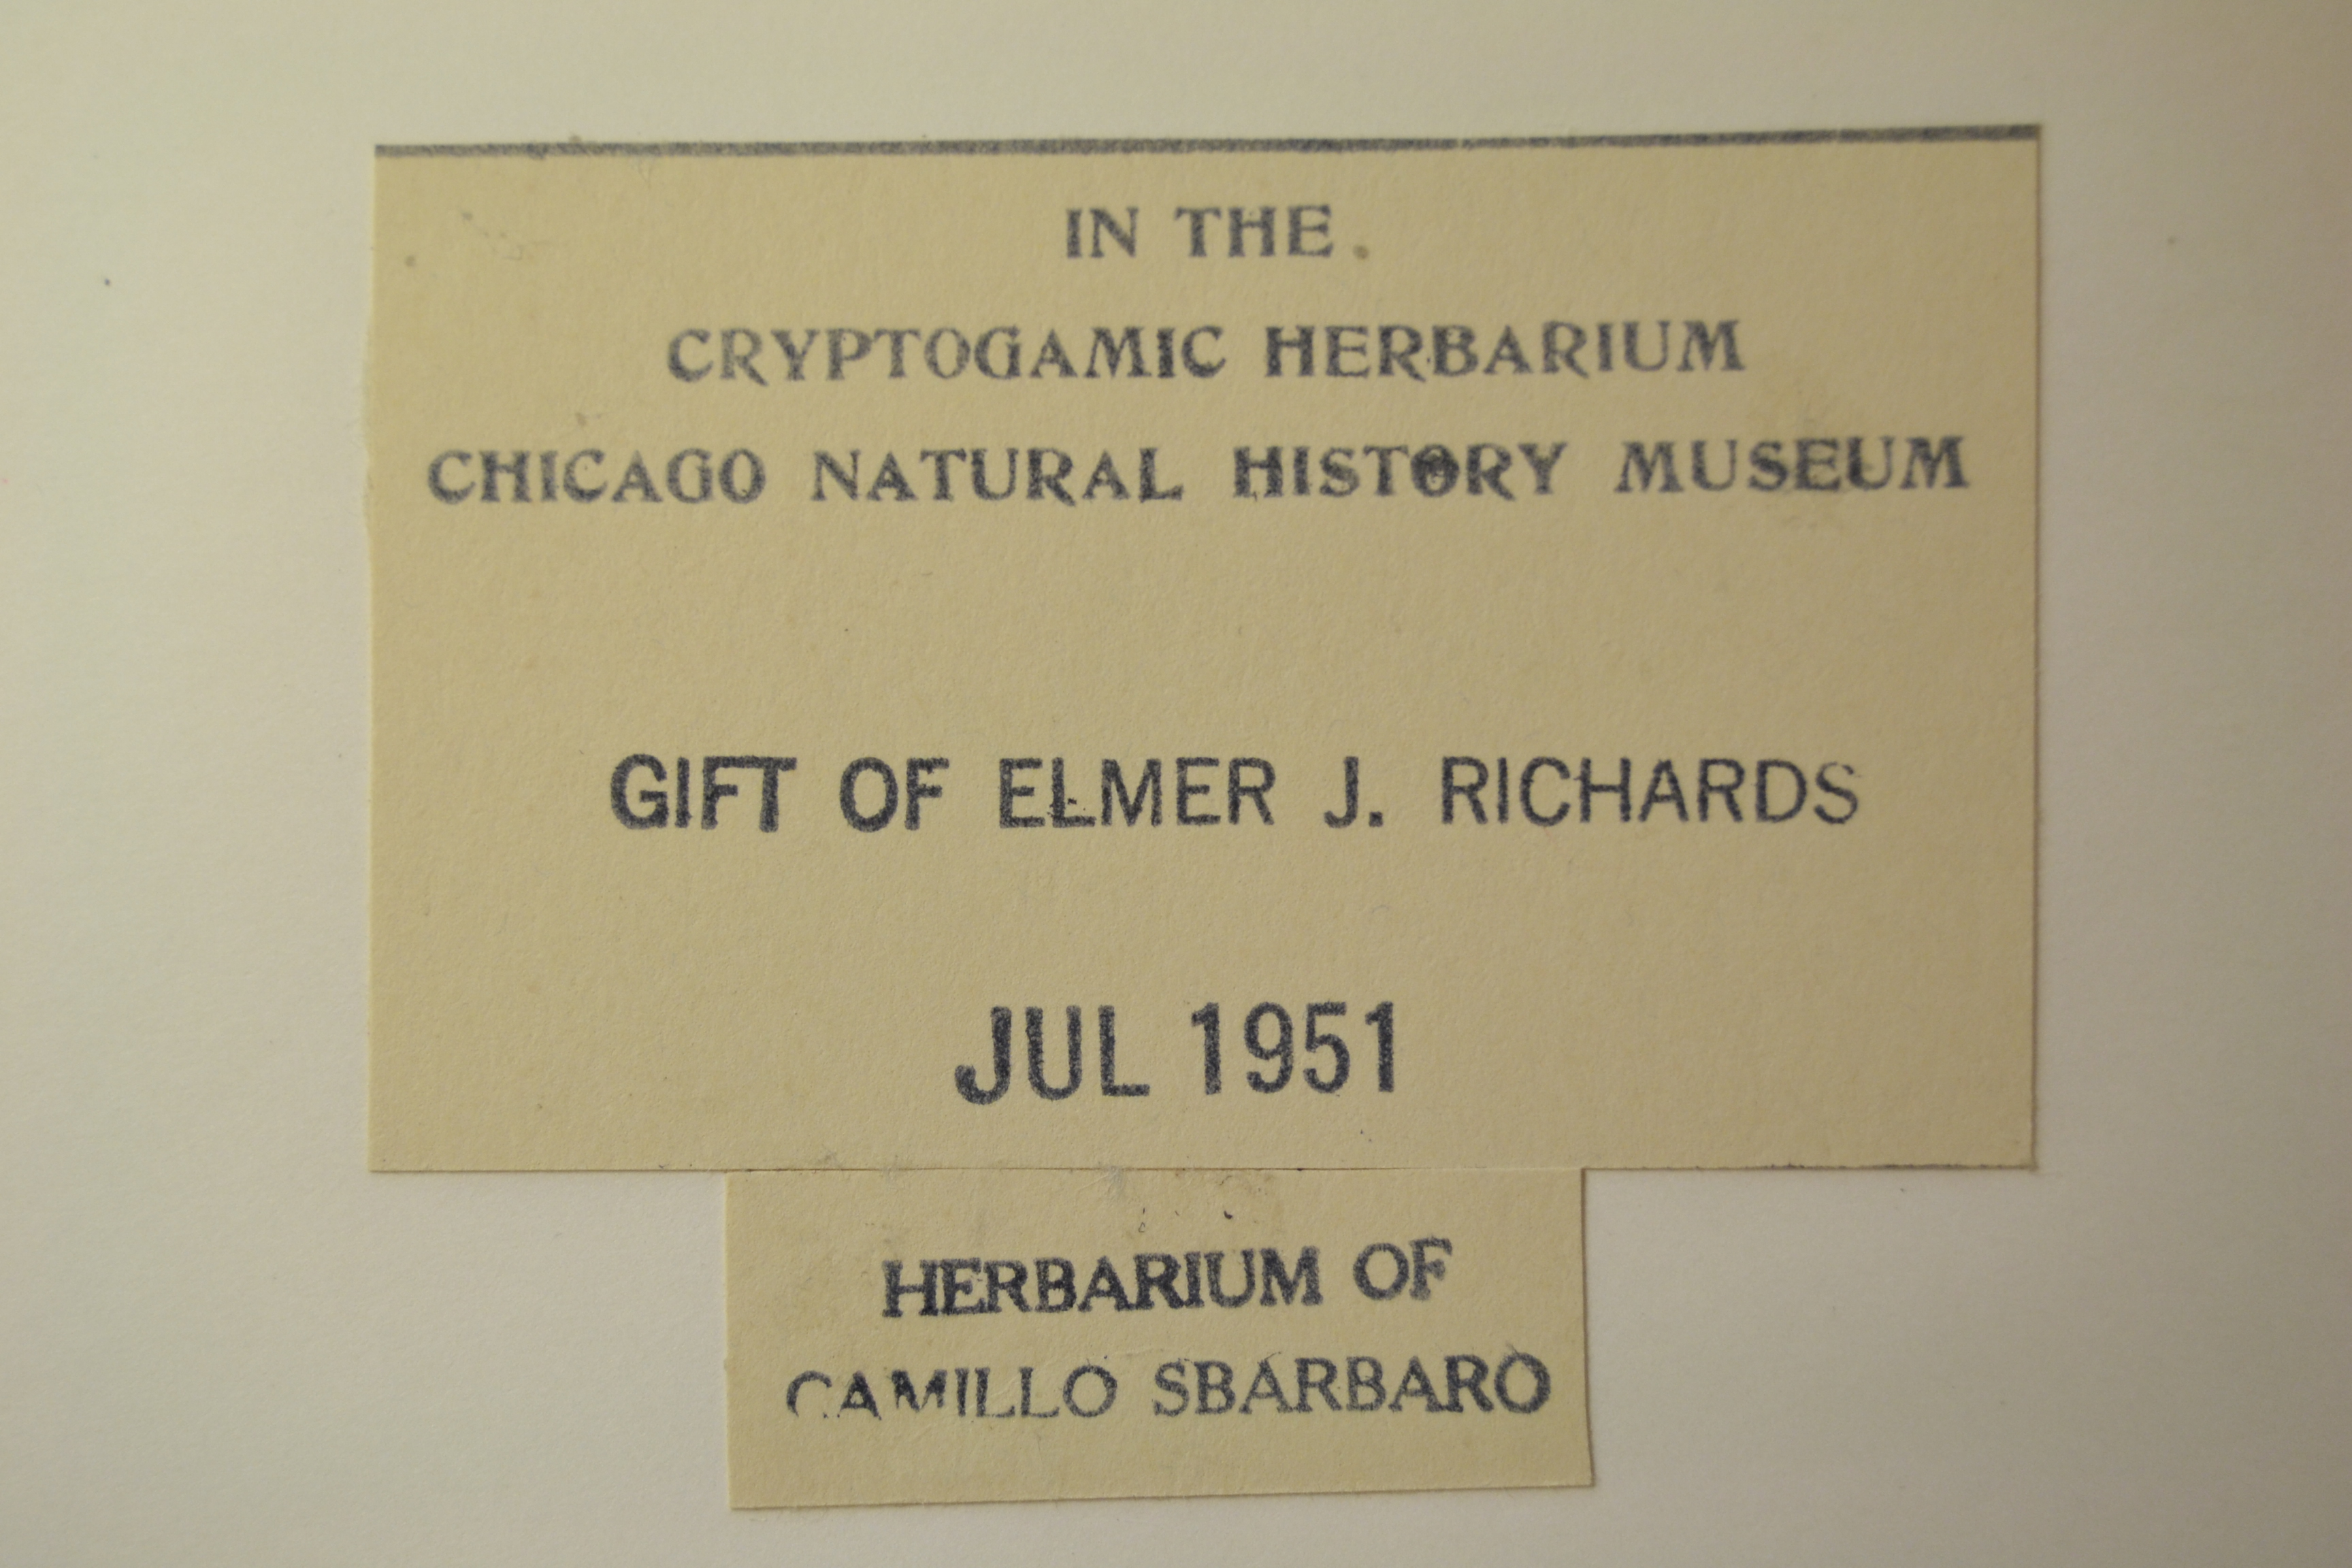 IN THE
CRYPTOGAMIC HERBARIUM
CHICAGO NATURAL HISTORY MUSEUM
GIFT OF ELMER J. RICHARDS
JUL 1951
HERBARIUM OF
CAMILLO SBARBARO